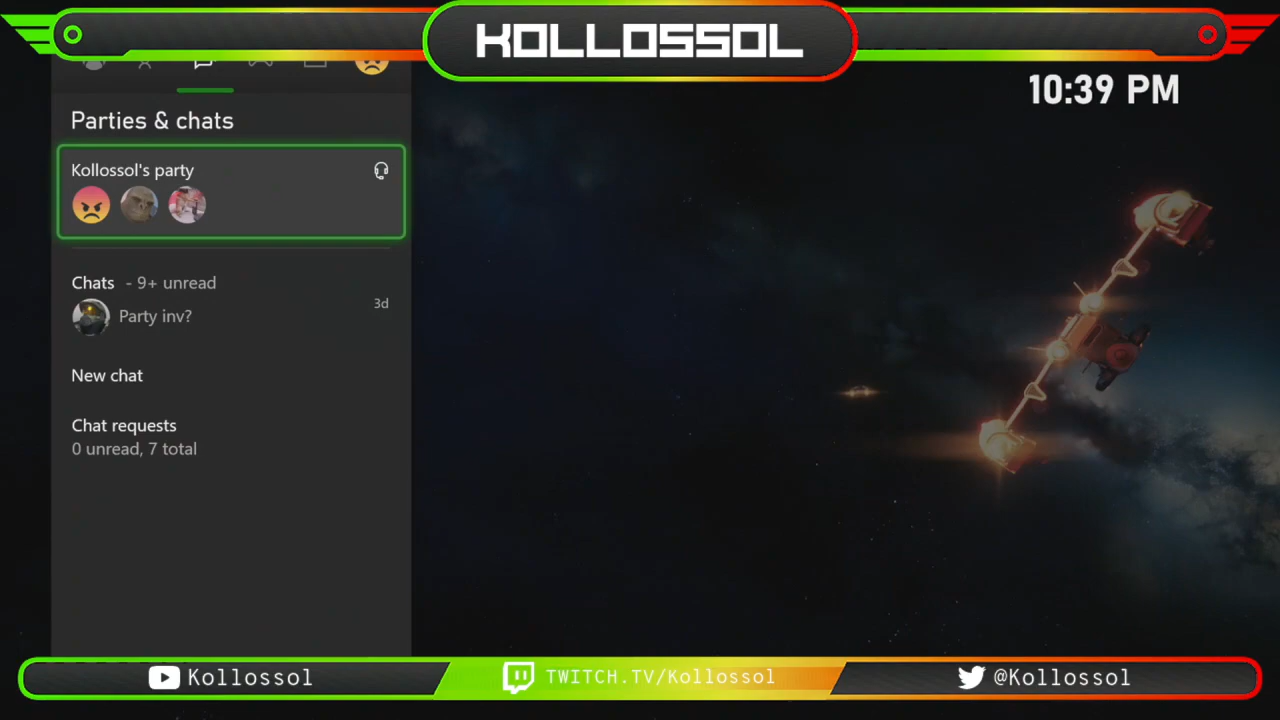 KOLLOSSOL
10:39 PM
Parties & chats
Kollossol's party
Chats - 9+ unread
Party inv?
3d
New chat
Chat requests
0 unread, 7 total
Kollossol
TWITCH.TV/Kollossol
@Kollossol